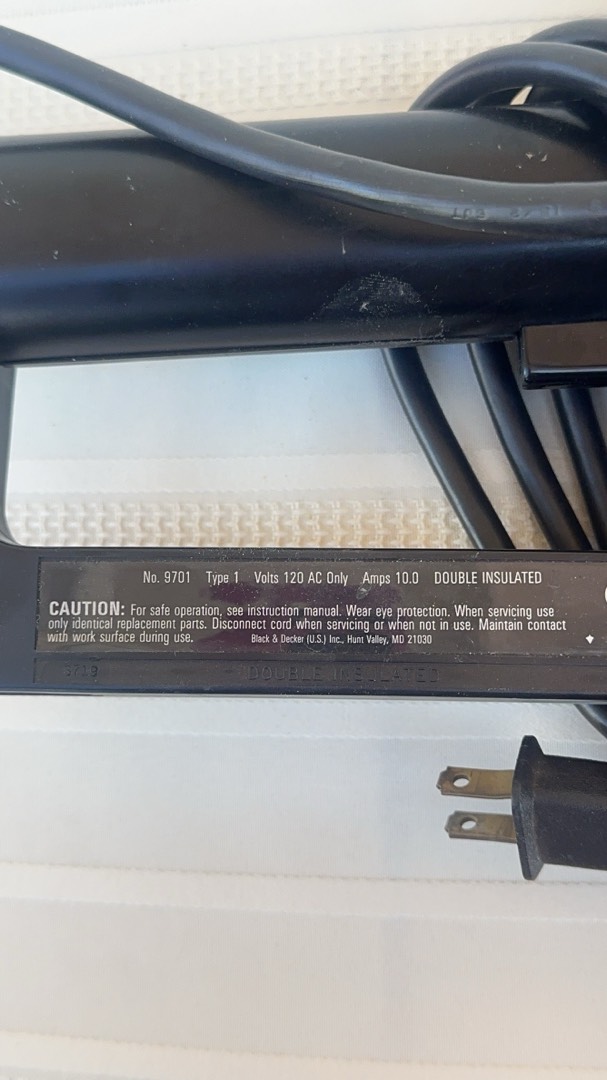 No. 9701 Type 1 Volts 120 AC Only Amps 10.0 DOUBLE INSULATED
CAUTION: For safe operation, see instruction manual. Wear eye protection. When servicing use
only identical replacement parts. Disconnect cord when servicing or when not in use. Maintain contact
with work surface during use. Black & Decker (U.S.) Inc., Hunt Valley, MD 21030
DOUBLE INSULATED